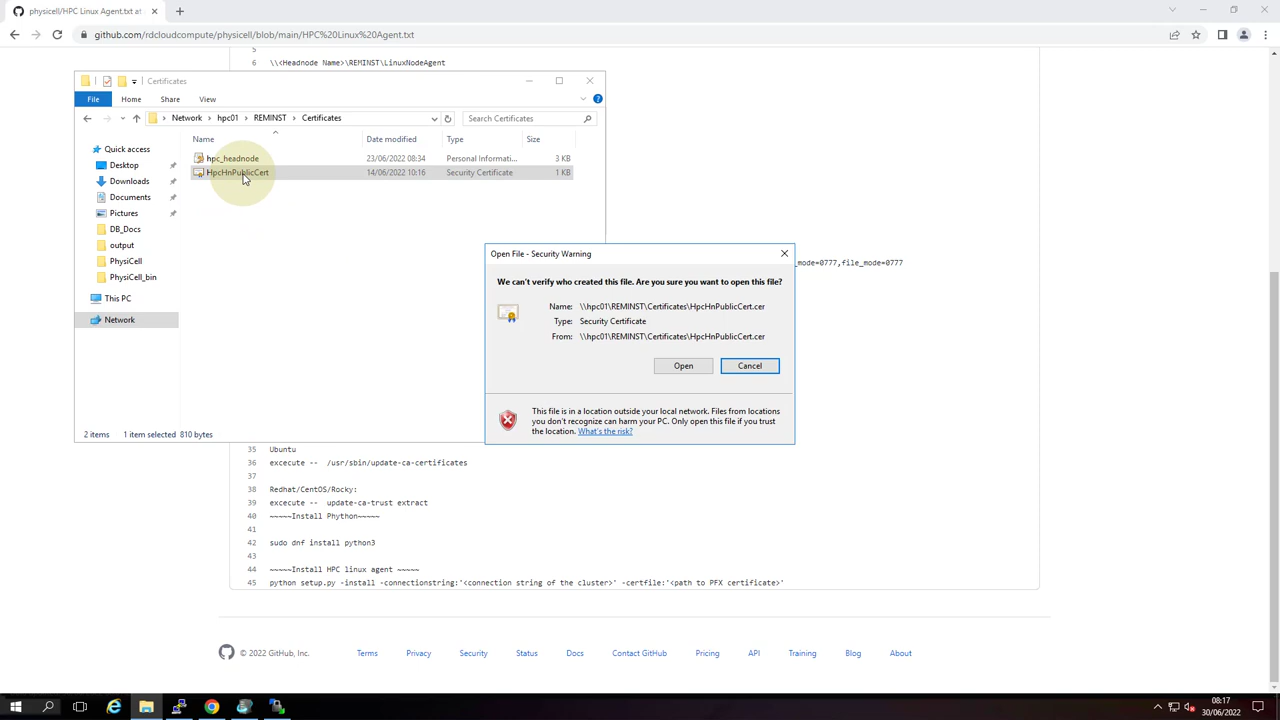 physicell/HPC Linux Agent.txt at
github.com/rdcloudcompute/physicell/blob/main/HPC%20Linux%20Agent.txt
5
6 \\<Headnode Name>\REMINST\LinuxNodeAgent
Certificates
File Home Share View
Network > hpc01 > REMINST > Certificates
Search Certificates
Name Date modified Type Size
Quick access
Desktop
Downloads
Documents
Pictures
DB_Docs
output
PhysiCell
PhysiCell_bin
This PC
Network
hpc_headnode 23/06/2022 08:34 Personal Informati... 3 KB
HpcHnPublicCert 14/06/2022 10:16 Security Certificate 1 KB
2 items 1 item selected 810 bytes
_mode=0777,file_mode=0777
Open File - Security Warning
We can't verify who created this file. Are you sure you want to open this file?
Name: \\hpc01\REMINST\Certificates\HpcHnPublicCert.cer
Type: Security Certificate
From: \\hpc01\REMINST\Certificates\HpcHnPublicCert.cer
Open Cancel
This file is in a location outside your local network. Files from locations
you don't recognize can harm your PC. Only open this file if you trust
the location. What's the risk?
35 Ubuntu
36 excecute -- /usr/sbin/update-ca-certificates
37
38 Redhat/CentOS/Rocky:
39 excecute -- update-ca-trust extract
40 ~~~~~Install Phython~~~~~
41
42 sudo dnf install python3
43
44 ~~~~~Install HPC linux agent ~~~~~
45 python setup.py -install -connectionstring:'<connection string of the cluster>' -certfile:'<path to PFX certificate>'
© 2022 GitHub, Inc. Terms Privacy Security Status Docs Contact GitHub Pricing API Training Blog About
08:17
30/06/2022